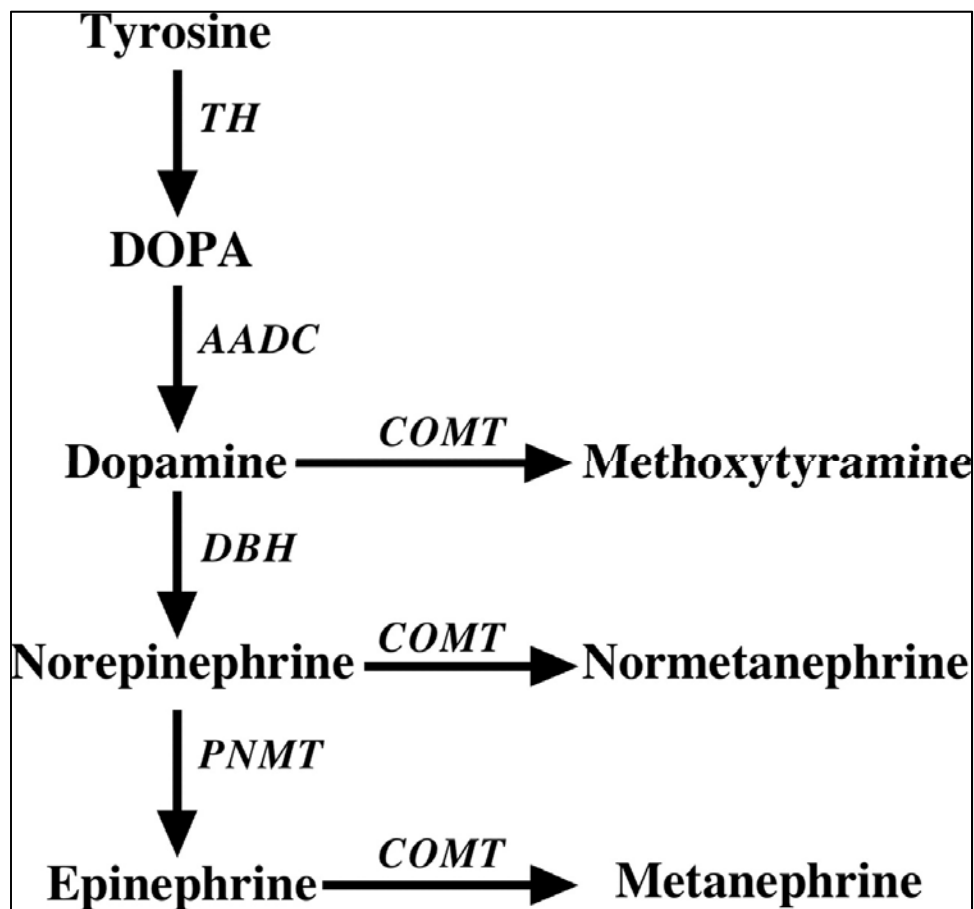 Tyrosine
TH
DOPA
AADC
COMT
Dopamine
Methoxytyramine
DBH
COMT
Norepinephrine
Normetanephrine
PNMT
COMT
Epinephrine
Metanephrine